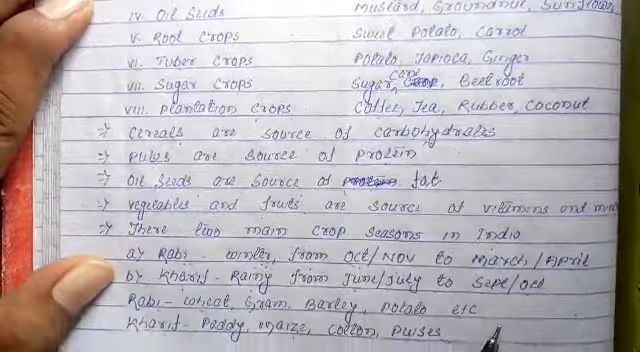 iv. Oil Seeds Mustard, Groundnut, Sunflower
v. Root Crops Sweet Potato, Carrot
vi. Tuber Crops Potato, Tapioca, Ginger
vii. Sugar Crops Sugar Cane, Beetroot
viii. Plantation Crops Coffee, Tea, Rubber, Coconut
=> Cereals are source of carbohydrates
=> pulses are source of protein
=> Oil Seeds are source of fat
=> vegetables and fruits are source of vitamins and
=> There two main crop seasons in India
a) Rabi - winter, from Oct/Nov to March/April
b) Kharif - Rainy from June/July to Sept/Oct
Rabi - wheat, Gram, Barley, Potato etc
Kharif - Paddy, maize, cotton, Pulses